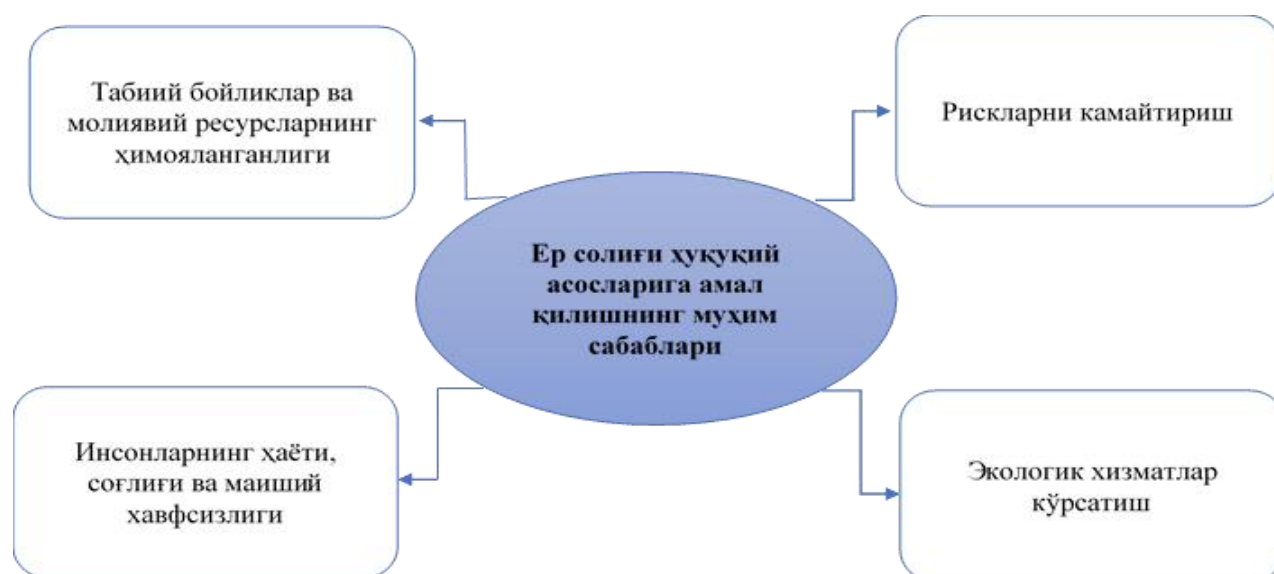 Табиий бойликлар ва
молиявий ресурсларнинг
ҳимояланганлиги
Рискларни камайтириш
Ер солиғи ҳуқуқий
асосларига амал
қилишнинг муҳим
сабаблари
Инсонларнинг ҳаёти,
соғлиғи ва маиший
хавфсизлиги
Экологик хизматлар
кўрсатиш